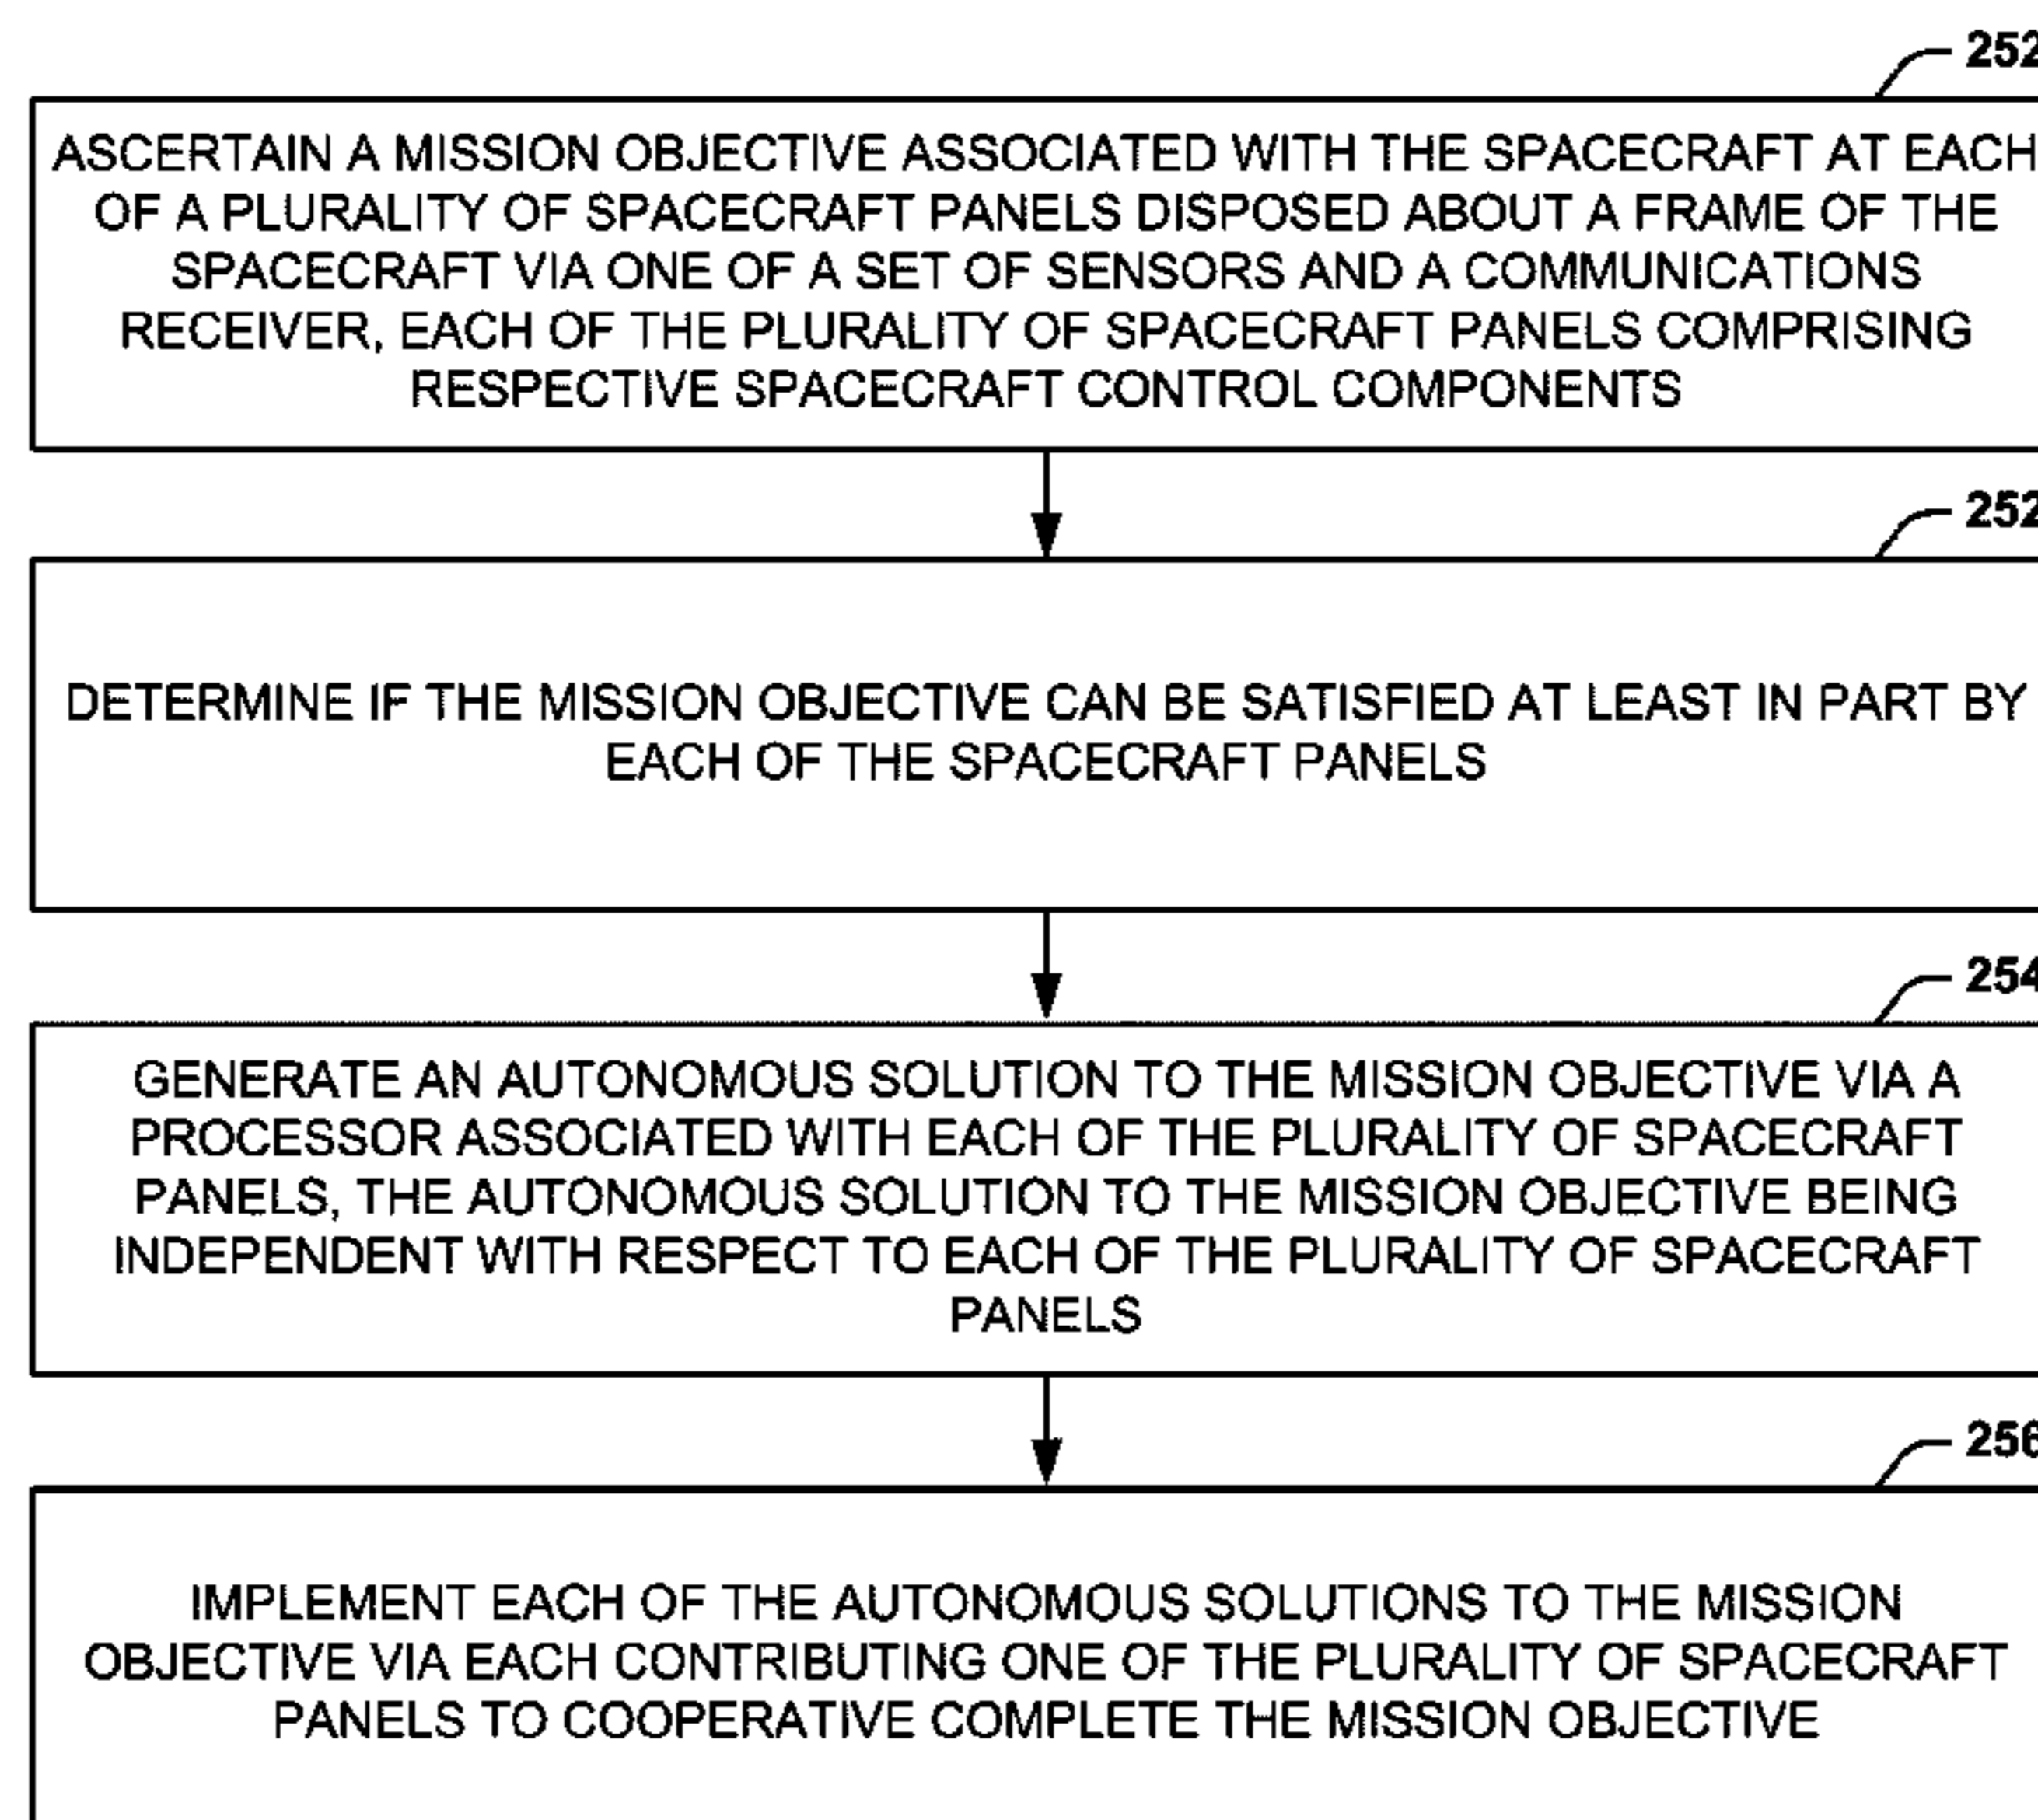 252
ASCERTAIN A MISSION OBJECTIVE ASSOCIATED WITH THE SPACECRAFT AT EACH
OF A PLURALITY OF SPACECRAFT PANELS DISPOSED ABOUT A FRAME OF THE
SPACECRAFT VIA ONE OF A SET OF SENSORS AND A COMMUNICATIONS
RECEIVER, EACH OF THE PLURALITY OF SPACECRAFT PANELS COMPRISING
RESPECTIVE SPACECRAFT CONTROL COMPONENTS
252
DETERMINE IF THE MISSION OBJECTIVE CAN BE SATISFIED AT LEAST IN PART BY
EACH OF THE SPACECRAFT PANELS
254
GENERATE AN AUTONOMOUS SOLUTION TO THE MISSION OBJECTIVE VIA A
PROCESSOR ASSOCIATED WITH EACH OF THE PLURALITY OF SPACECRAFT
PANELS, THE AUTONOMOUS SOLUTION TO THE MISSION OBJECTIVE BEING
INDEPENDENT WITH RESPECT TO EACH OF THE PLURALITY OF SPACECRAFT
PANELS
256
IMPLEMENT EACH OF THE AUTONOMOUS SOLUTIONS TO THE MISSION
OBJECTIVE VIA EACH CONTRIBUTING ONE OF THE PLURALITY OF SPACECRAFT
PANELS TO COOPERATIVE COMPLETE THE MISSION OBJECTIVE